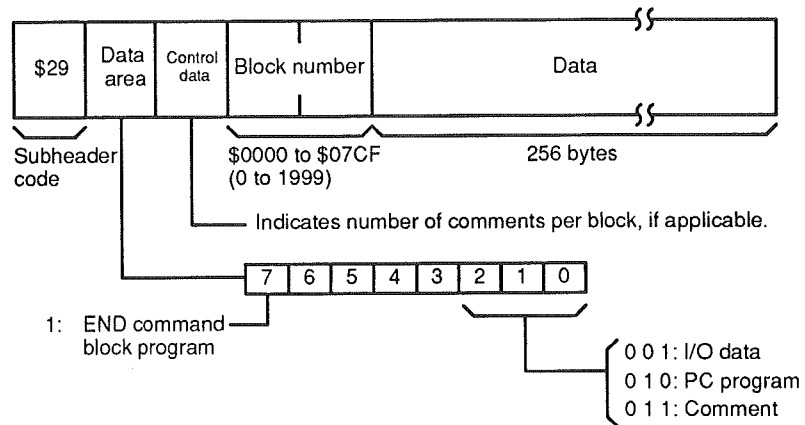 $29
Data area
Control data
Block number
Data
Subheader code
$0000 to $07CF
(0 to 1999)
256 bytes
Indicates number of comments per block, if applicable.
7 6 5 4 3 2 1 0
1: END command
block program
0 0 1: I/O data
0 1 0: PC program
0 1 1: Comment